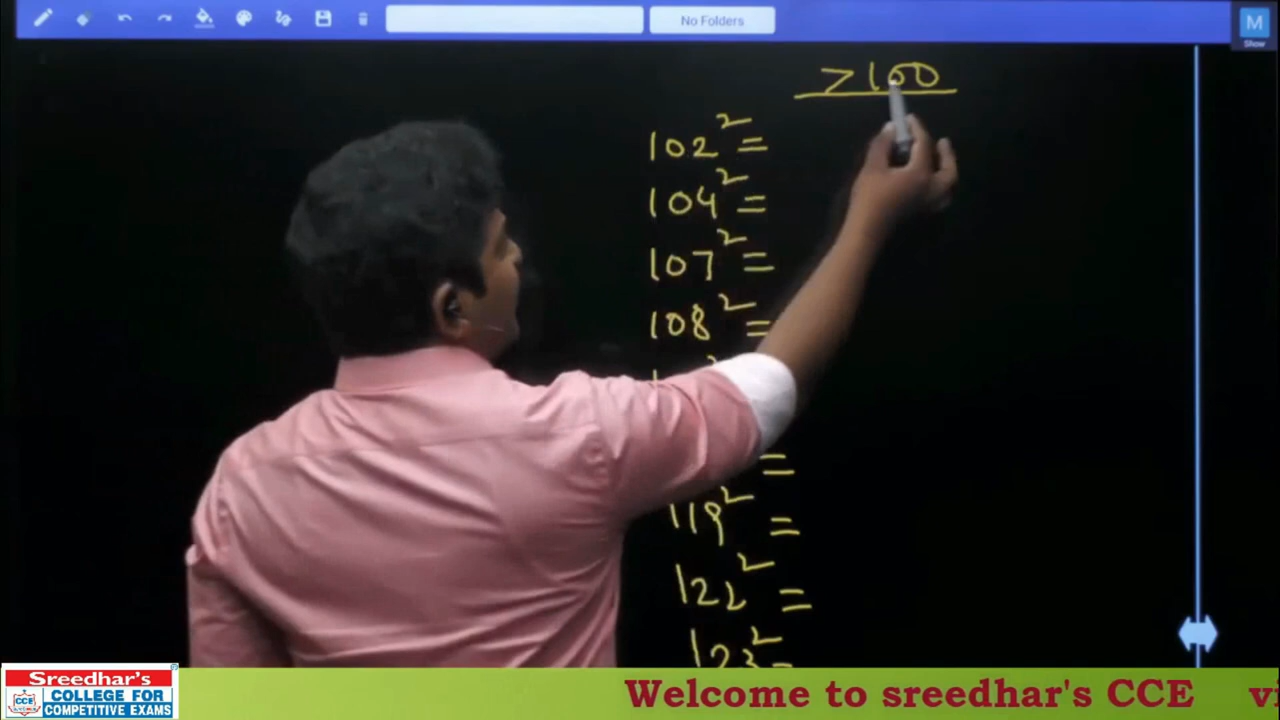 No Folders
M
Show
>100
102²=
104²=
107²=
108²=
=
119²=
122²=
123²=
Sreedhar's
CCE
COLLEGE FOR
COMPETITIVE EXAMS
Welcome to sreedhar's CCE